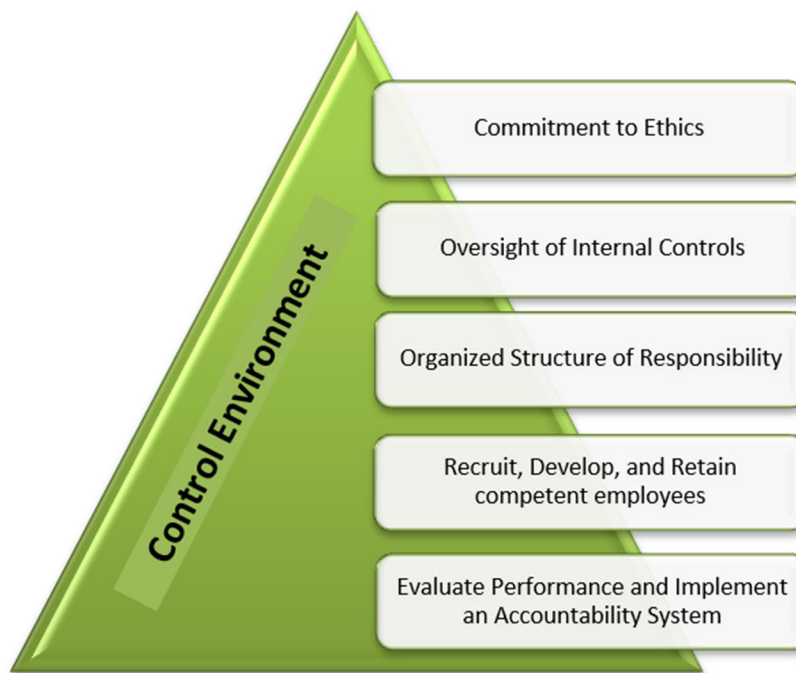 Commitment to Ethics
Oversight of Internal Controls
Organized Structure of Responsibility
Recruit, Develop, and Retain
competent employees
Evaluate Performance and Implement
an Accountability System
Control Environment